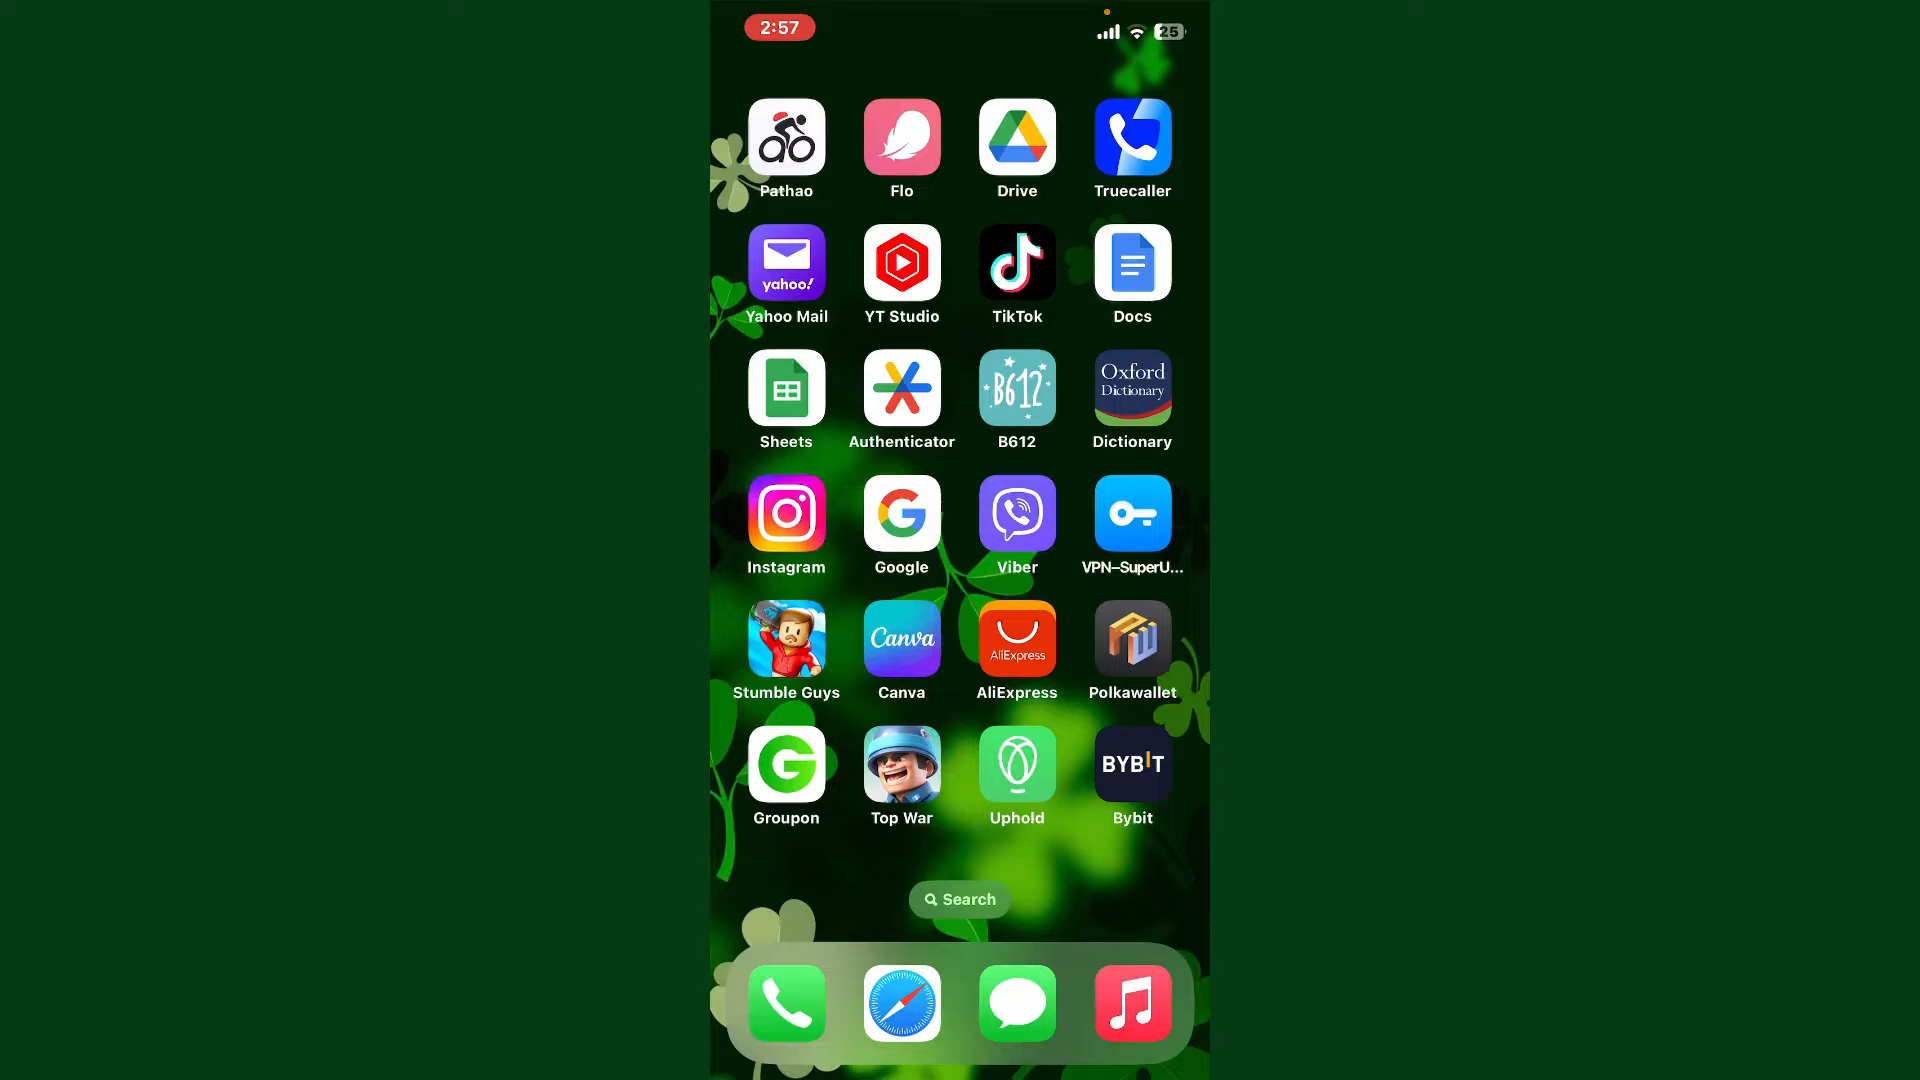 2:57
25
Pathao Flo Drive Truecaller
yahoo!
Yahoo Mail YT Studio TikTok Docs
B612 Oxford
Dictionary
Sheets Authenticator B612 Dictionary
Instagram Google Viber VPN–SuperU...
Canva AliExpress
Stumble Guys Canva AliExpress Polkawallet
BYBIT
Groupon Top War Uphold Bybit
Search